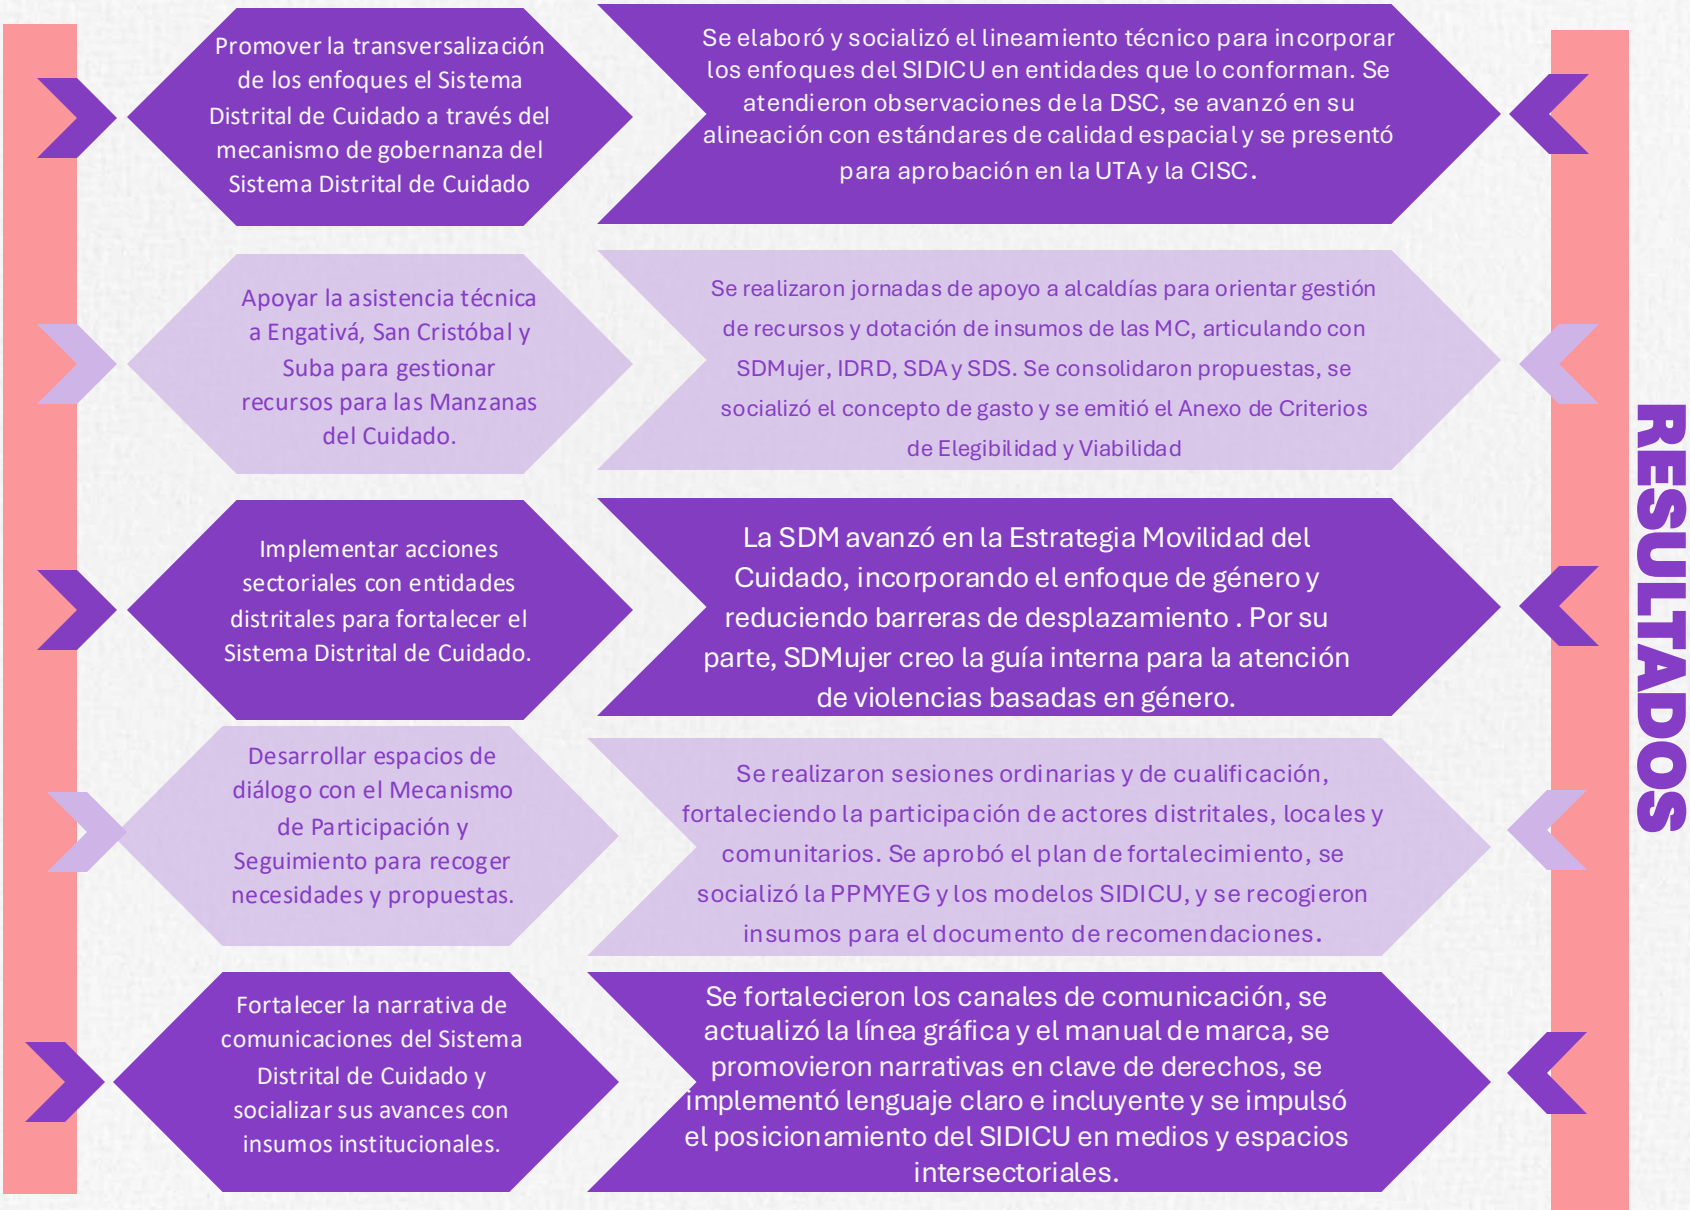 Promover la transversalización
de los enfoques el Sistema
Distrital de Cuidado a través del
mecanismo de gobernanza del
Sistema Distrital de Cuidado
Se elaboró y socializó el lineamiento técnico para incorporar
los enfoques del SIDICU en entidades que lo conforman. Se
atendieron observaciones de la DSC, se avanzó en su
alineación con estándares de calidad espacial y se presentó
para aprobación en la UTA y la CISC.
Apoyar la asistencia técnica
a Engativá, San Cristóbal y
Suba para gestionar
recursos para las Manzanas
del Cuidado.
Se realizaron jornadas de apoyo a alcaldías para orientar gestión
de recursos y dotación de insumos de las MC, articulando con
SDMujer, IDRD, SDA y SDS. Se consolidaron propuestas, se
socializó el concepto de gasto y se emitió el Anexo de Criterios
de Elegibilidad y Viabilidad
Implementar acciones
sectoriales con entidades
distritales para fortalecer el
Sistema Distrital de Cuidado.
La SDM avanzó en la Estrategia Movilidad del
Cuidado, incorporando el enfoque de género y
reduciendo barreras de desplazamiento . Por su
parte, SDMujer creo la guía interna para la atención
de violencias basadas en género.
Desarrollar espacios de
diálogo con el Mecanismo
de Participación y
Seguimiento para recoger
necesidades y propuestas.
Se realizaron sesiones ordinarias y de cualificación,
fortaleciendo la participación de actores distritales, locales y
comunitarios. Se aprobó el plan de fortalecimiento, se
socializó la PPMYEG y los modelos SIDICU, y se recogieron
insumos para el documento de recomendaciones.
Fortalecer la narrativa de
comunicaciones del Sistema
Distrital de Cuidado y
socializar sus avances con
insumos institucionales.
Se fortalecieron los canales de comunicación, se
actualizó la línea gráfica y el manual de marca, se
promovieron narrativas en clave de derechos, se
implementó lenguaje claro e incluyente y se impulsó
el posicionamiento del SIDICU en medios y espacios
intersectoriales.
RESULTADOS